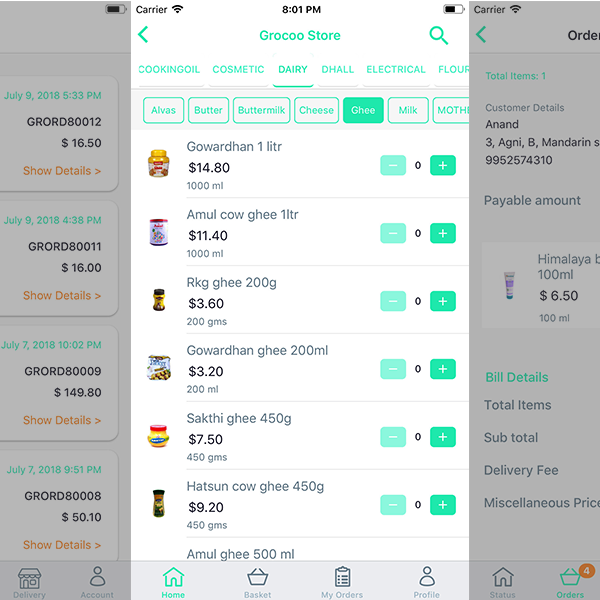 July 9, 2018 5:33 PM
GRORD80012
$ 16.50
Show Details >
July 9, 2018 4:38 PM
GRORD80011
$ 16.00
Show Details >
July 7, 2018 10:02 PM
GRORD80009
$ 149.80
Show Details >
July 7, 2018 9:51 PM
GRORD80008
$ 50.10
Show Details >
Delivery
Account
Carrier
8:01 PM
Grocoo Store
COOKINGOIL
COSMETIC
DAIRY
DHALL
ELECTRICAL
FLOUR
Alvas
Butter
Buttermilk
Cheese
Ghee
Milk
MOTHE
Gowardhan 1 litr
$14.80
1000 ml
0
Amul cow ghee 1ltr
$11.40
1000 ml
0
Rkg ghee 200g
$3.60
200 gms
0
Gowardhan ghee 200ml
$3.20
200 ml
0
Sakthi ghee 450g
$7.50
450 gms
0
Hatsun cow ghee 450g
$9.20
450 gms
0
Amul ghee 500 ml
Home
Basket
My Orders
Profile
Carrier
Order
Total Items: 1
Customer Details
Anand
3, Agni, B, Mandarin s
9952574310
Payable amount
Himalaya b
100ml
$ 6.50
100 ml
Bill Details
Total Items
Sub total
Delivery Fee
Miscellaneous Price
Status
4
Orders